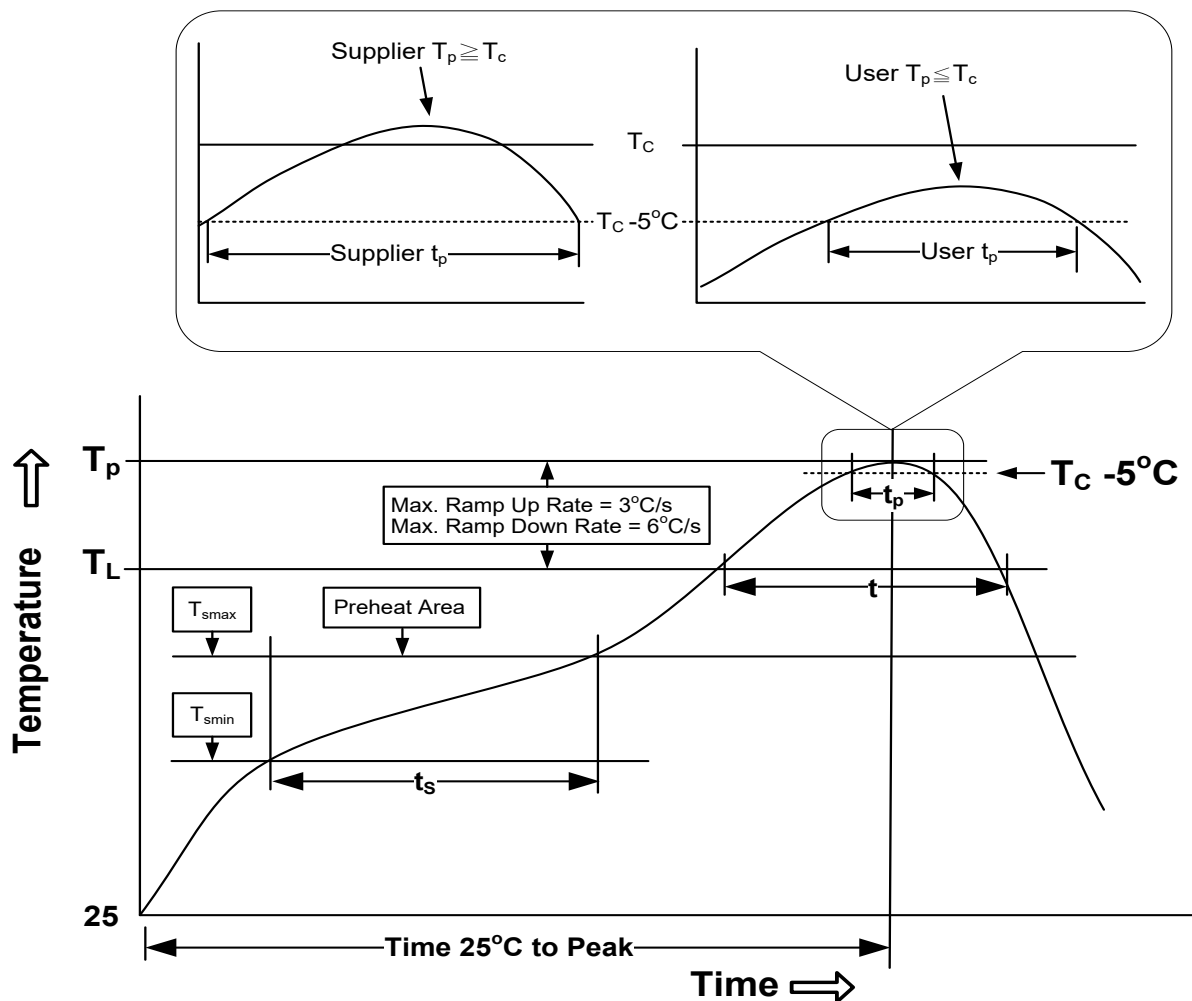 Supplier Tp≧Tc
User Tp≦Tc
TC
TC -5°C
Supplier tp
User tp
Tp
TC -5°C
tp
Max. Ramp Up Rate = 3°C/s
Max. Ramp Down Rate = 6°C/s
TL
t
Tsmax
Preheat Area
Tsmin
tS
Temperature
25
Time 25°C to Peak
Time